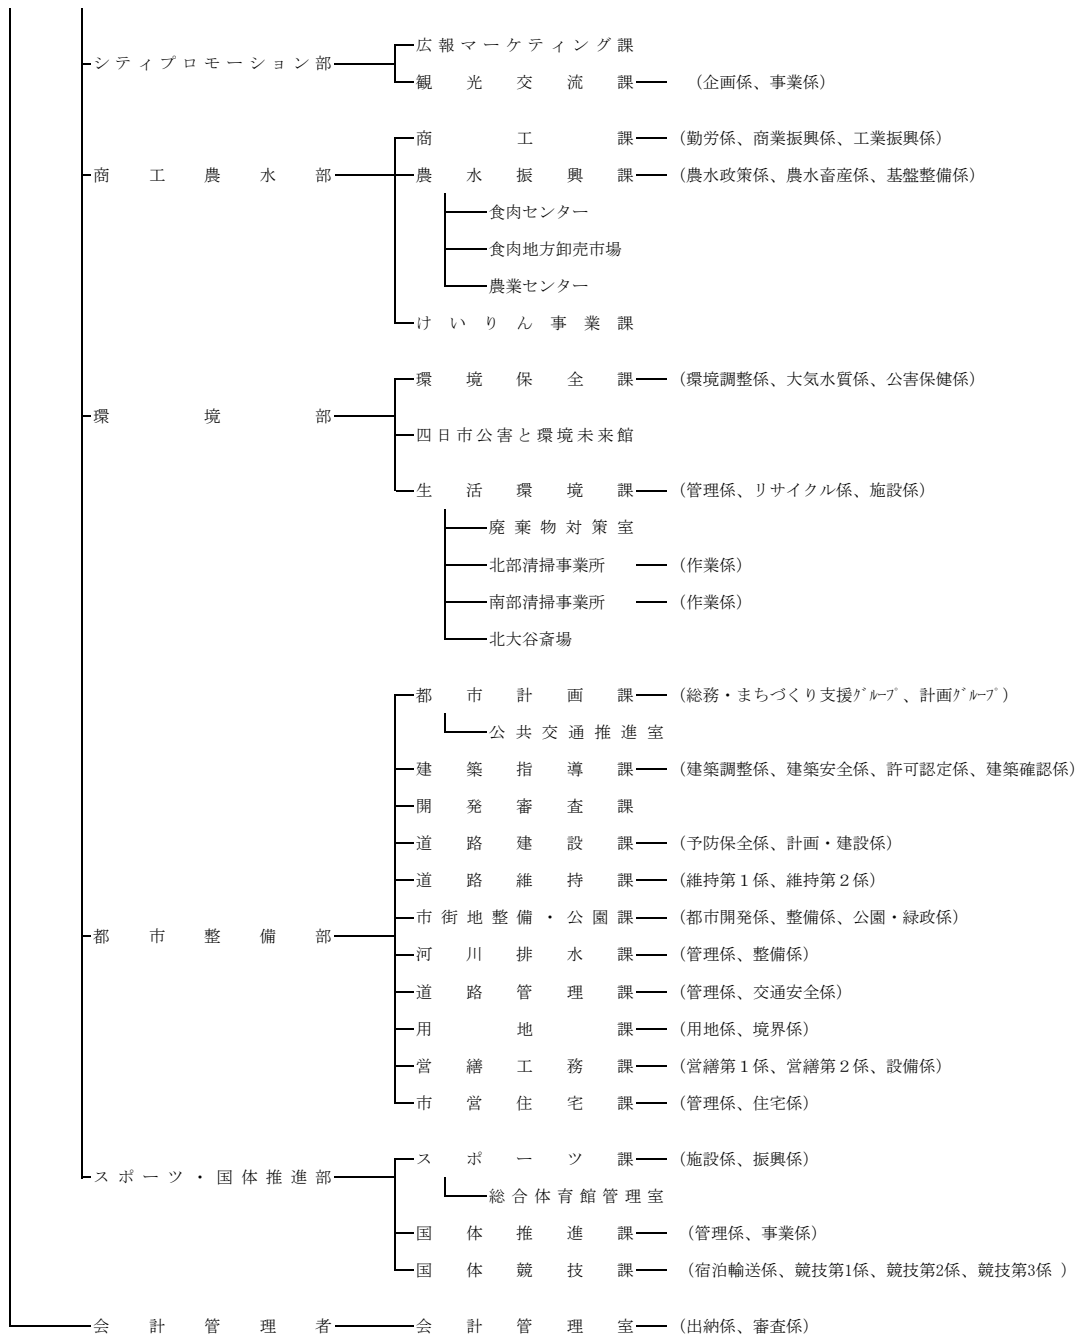 広報マーケティング課
シティプロモーション部
観光交流課 (企画係、事業係)
商工課 (勤労係、商業振興係、工業振興係)
商工農水部 農水振興課 (農水政策係、農水畜産係、基盤整備係)
食肉センター
食肉地方卸売市場
農業センター
けいりん事業課
環境保全課 (環境調整係、大気水質係、公害保健係)
環境部
四日市公害と環境未来館
生活環境課 (管理係、リサイクル係、施設係)
廃棄物対策室
北部清掃事業所 (作業係)
南部清掃事業所 (作業係)
北大谷斎場
都市計画課 (総務・まちづくり支援ｸﾞﾙｰﾌﾟ、計画ｸﾞﾙｰﾌﾟ)
公共交通推進室
建築指導課 (建築調整係、建築安全係、許可認定係、建築確認係)
開発審査課
道路建設課 (予防保全係、計画・建設係)
道路維持課 (維持第１係、維持第２係)
市街地整備・公園課 (都市開発係、整備係、公園・緑政係)
都市整備部
河川排水課 (管理係、整備係)
道路管理課 (管理係、交通安全係)
用地課 (用地係、境界係)
営繕工務課 (営繕第１係、営繕第２係、設備係)
市営住宅課 (管理係、住宅係)
スポーツ課 (施設係、振興係)
スポーツ・国体推進部
総合体育館管理室
国体推進課 (管理係、事業係)
国体競技課 (宿泊輸送係、競技第1係、競技第2係、競技第3係 )
会計管理者 会計管理室 (出納係、審査係)